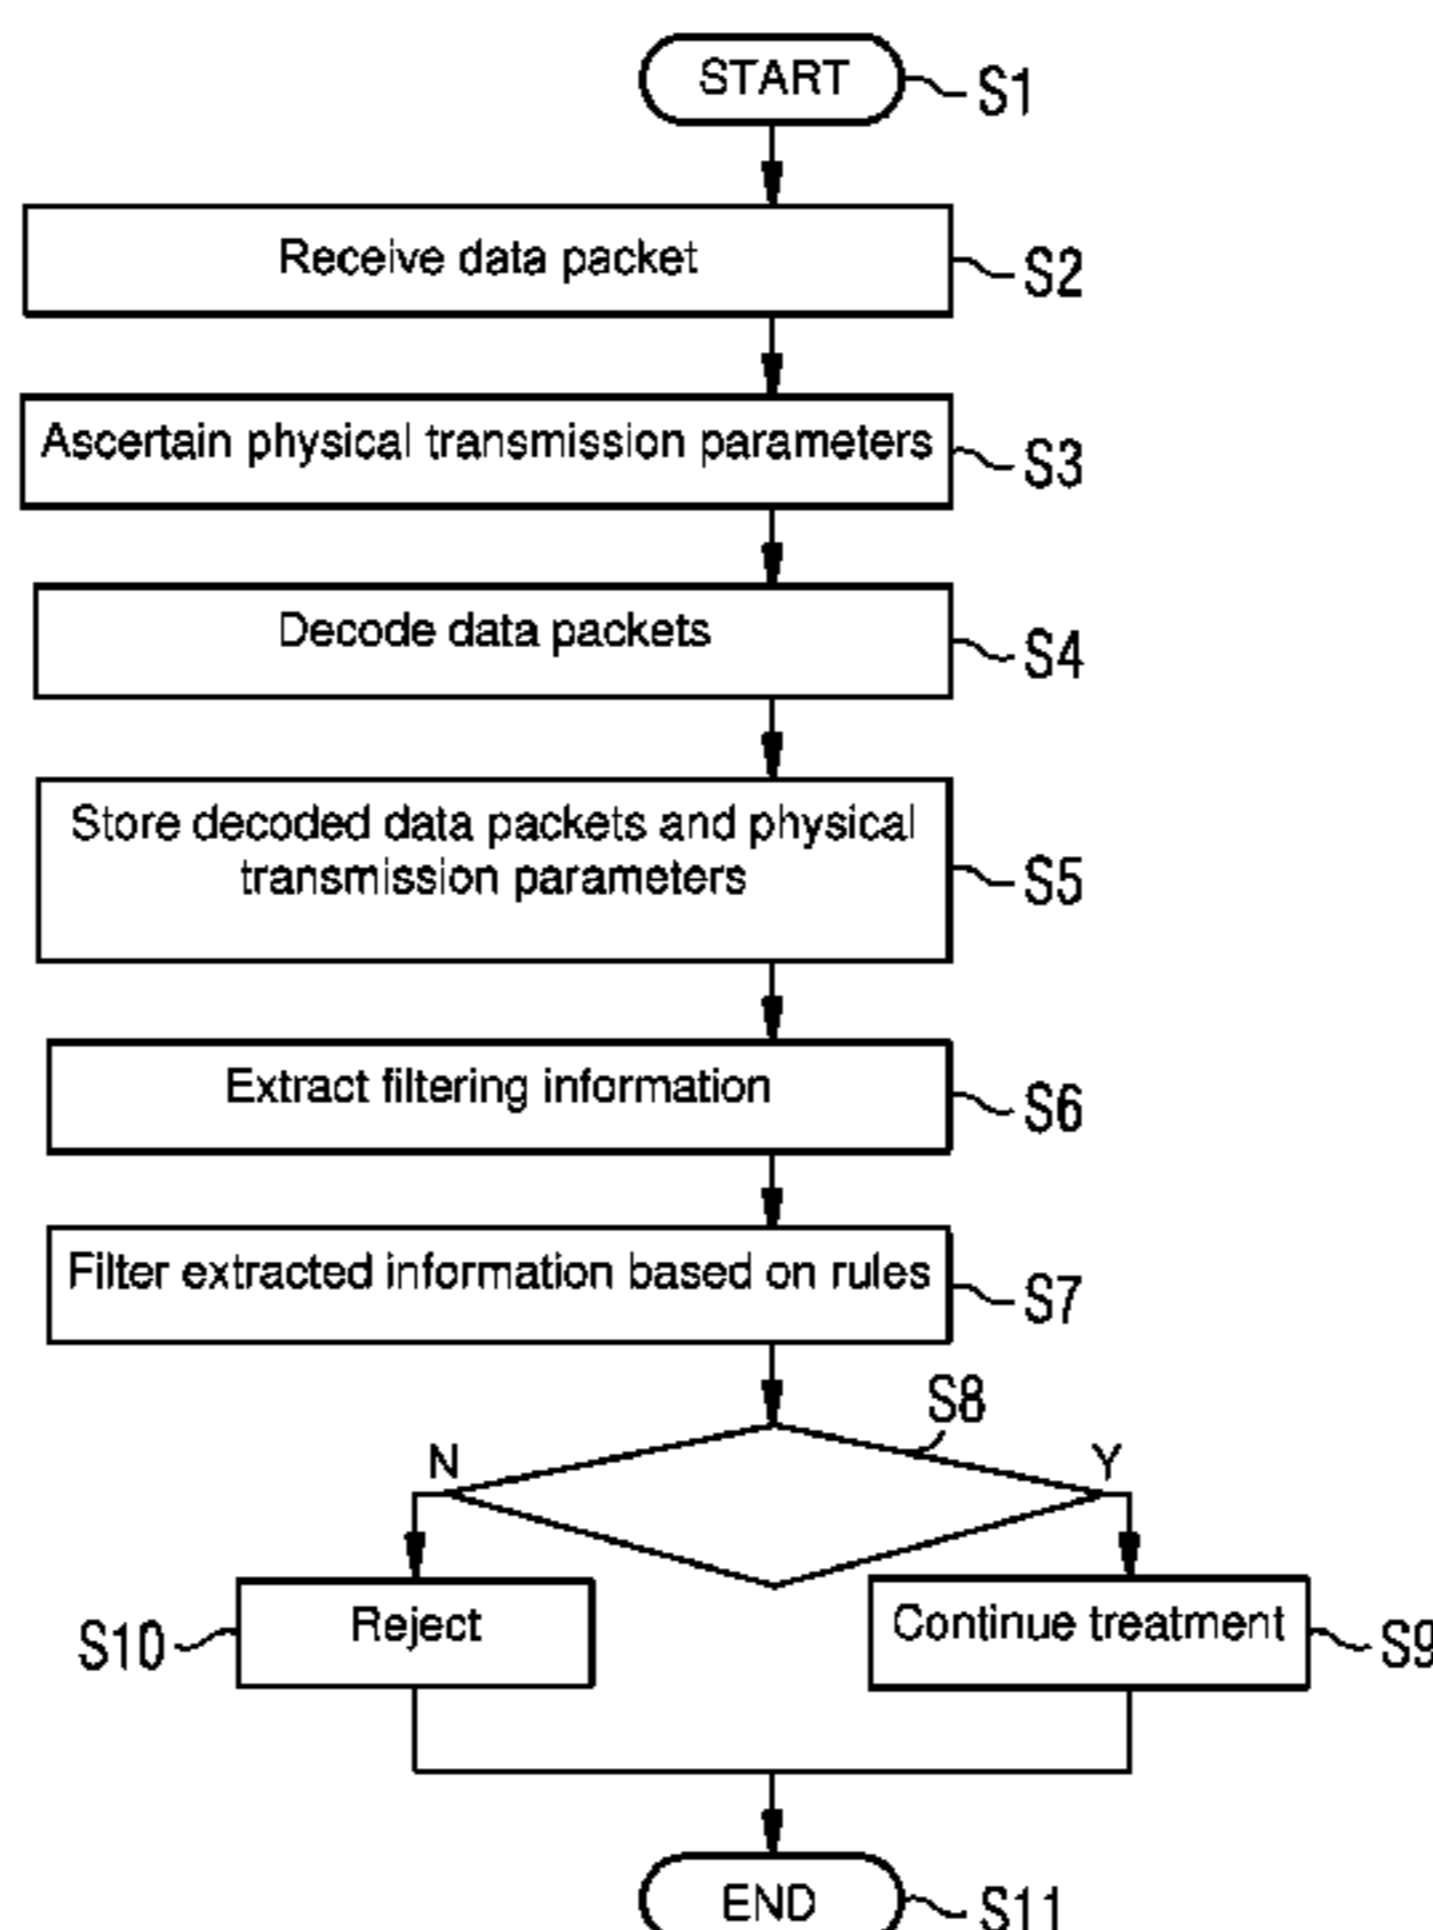 START
S1
Receive data packet
S2
Ascertain physical transmission parameters
S3
Decode data packets
S4
Store decoded data packets and physical
transmission parameters
S5
Extract filtering information
S6
Filter extracted information based on rules
S7
S8
N
Y
Reject
S10
Continue treatment
S9
END
S11